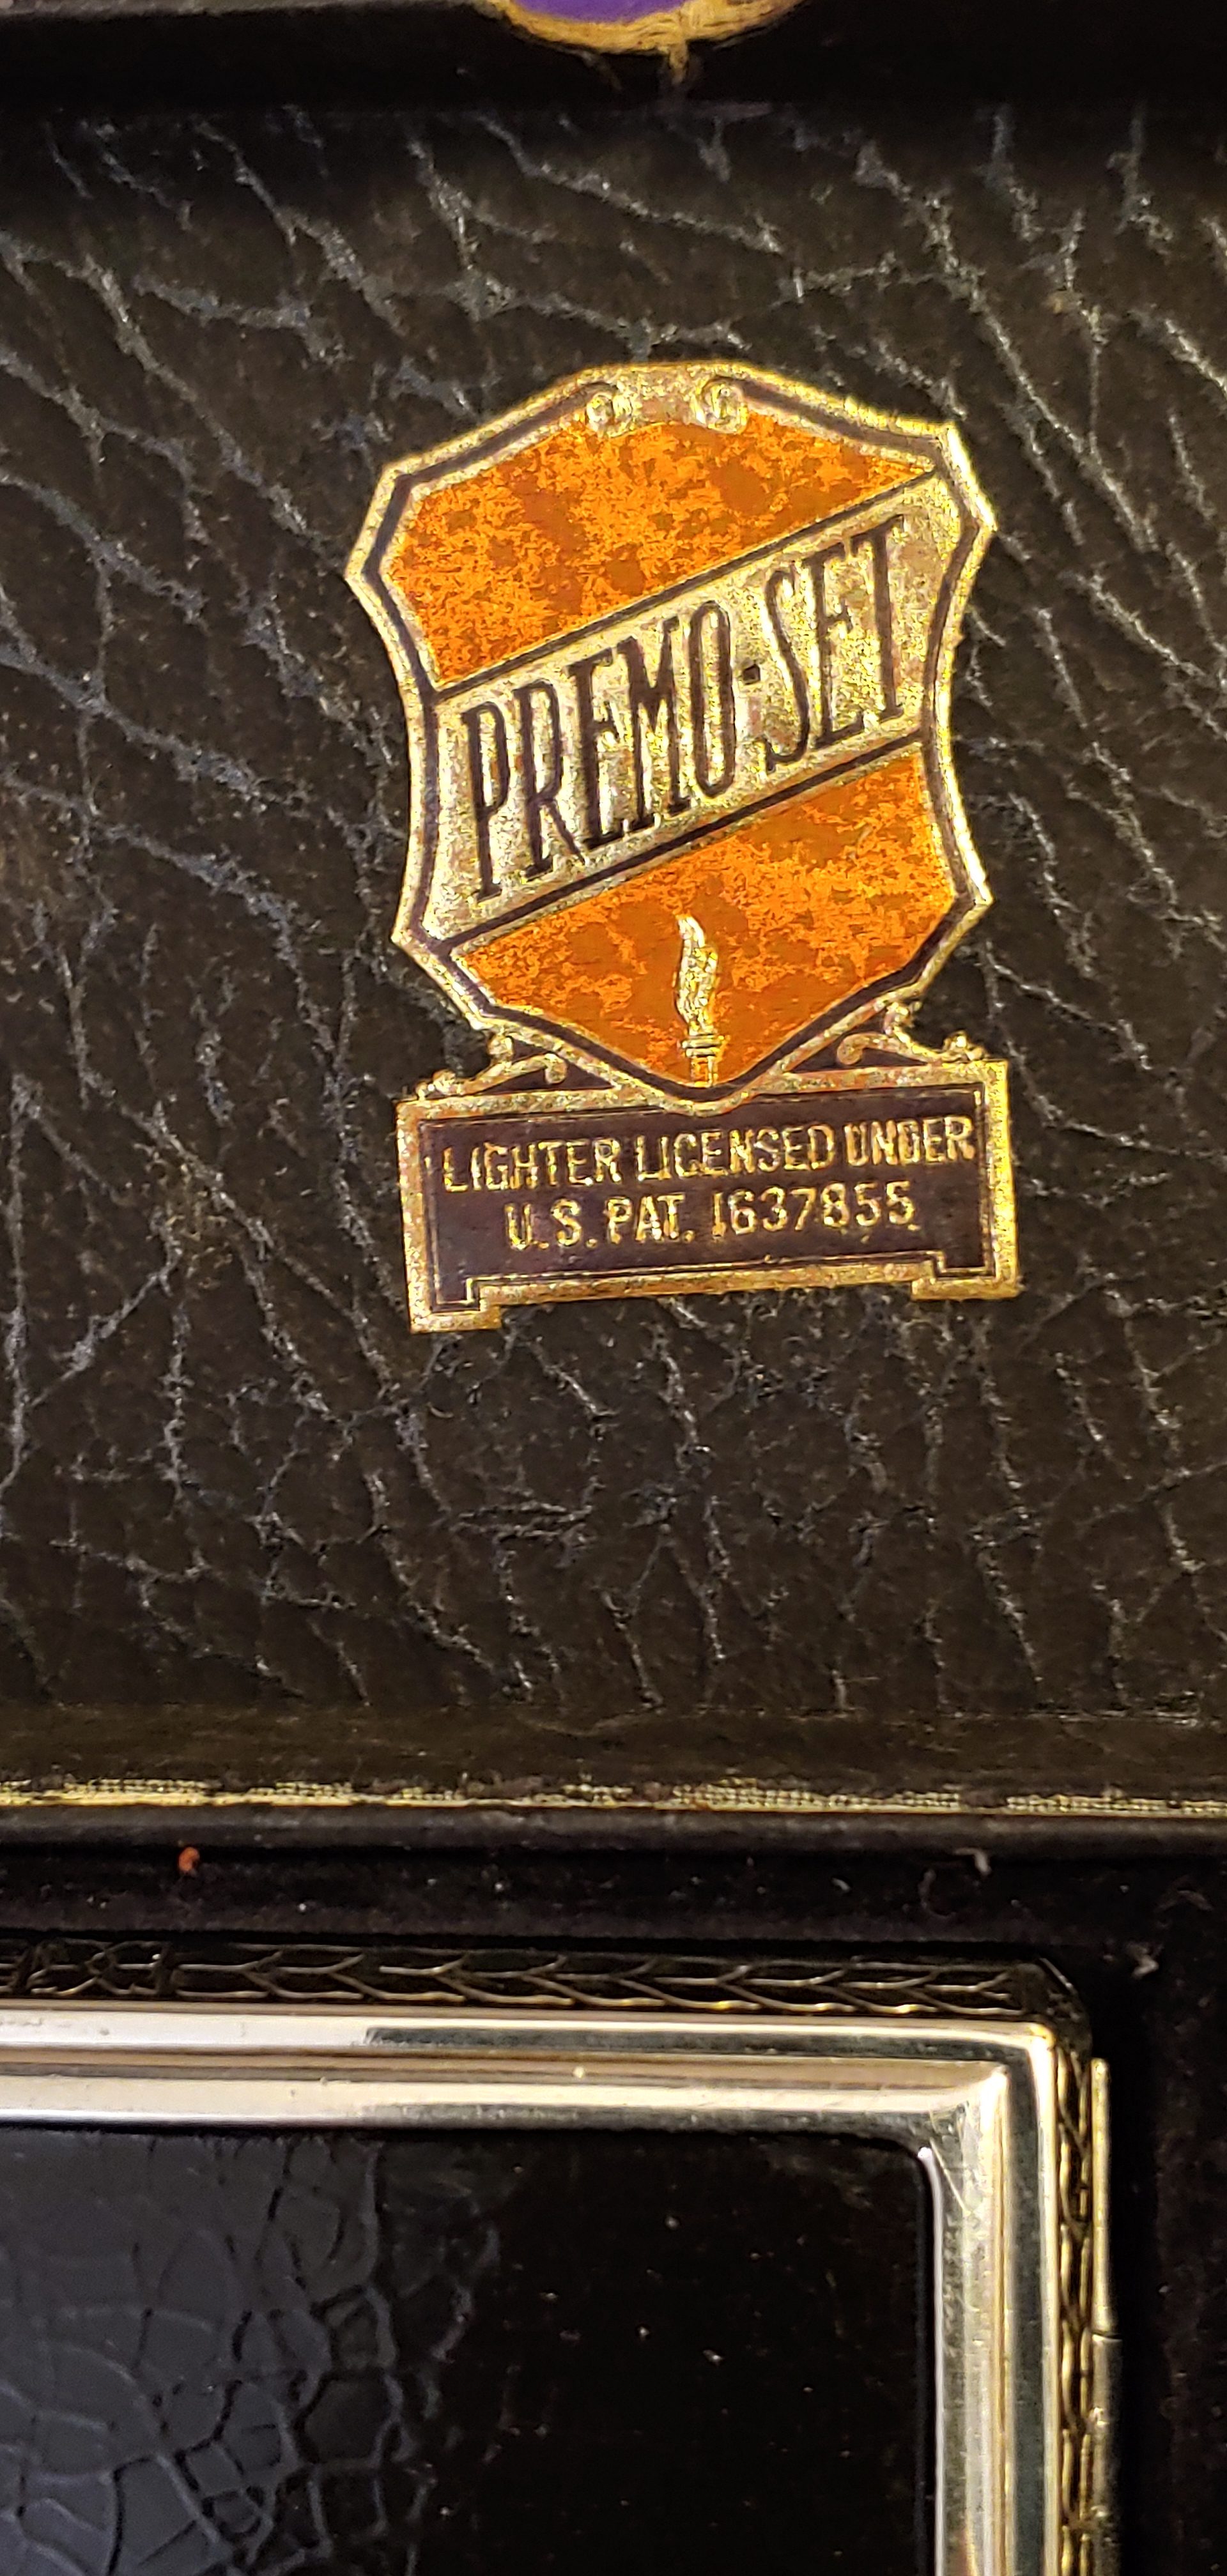 PREMO·SET
LIGHTER LICENSED UNDER
U.S. PAT. 1637855